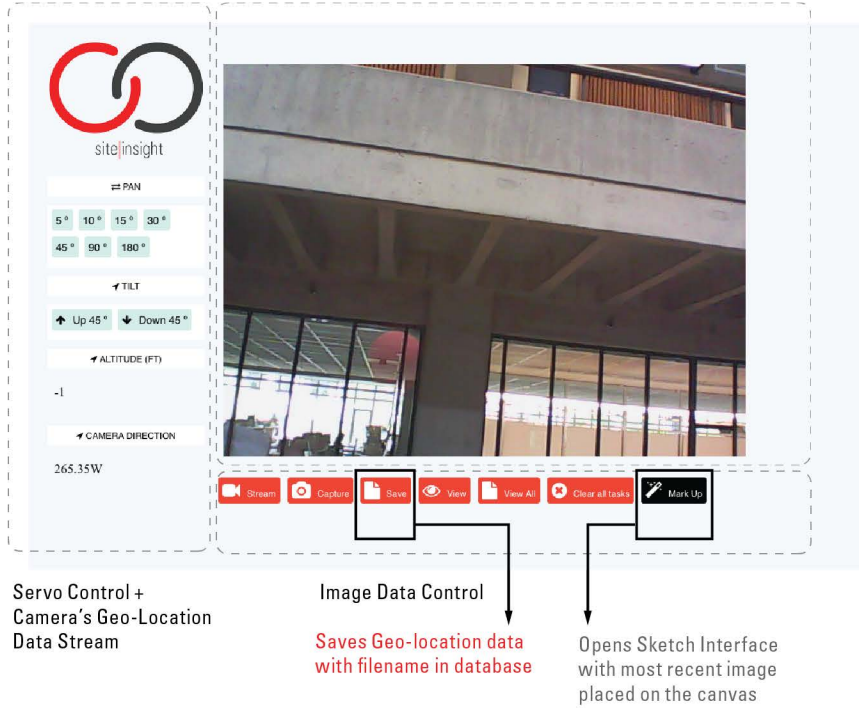 site|insight
PAN
5° 10° 15° 30°
45° 90° 180°
TILT
Up 45° Down 45°
ALTITUDE (FT)
-1
CAMERA DIRECTION
265.35W
Stream Capture Save View View All Clear all tasks Mark Up
Servo Control +
Camera's Geo-Location
Data Stream
Image Data Control
Saves Geo-location data
with filename in database
Opens Sketch Interface
with most recent image
placed on the canvas